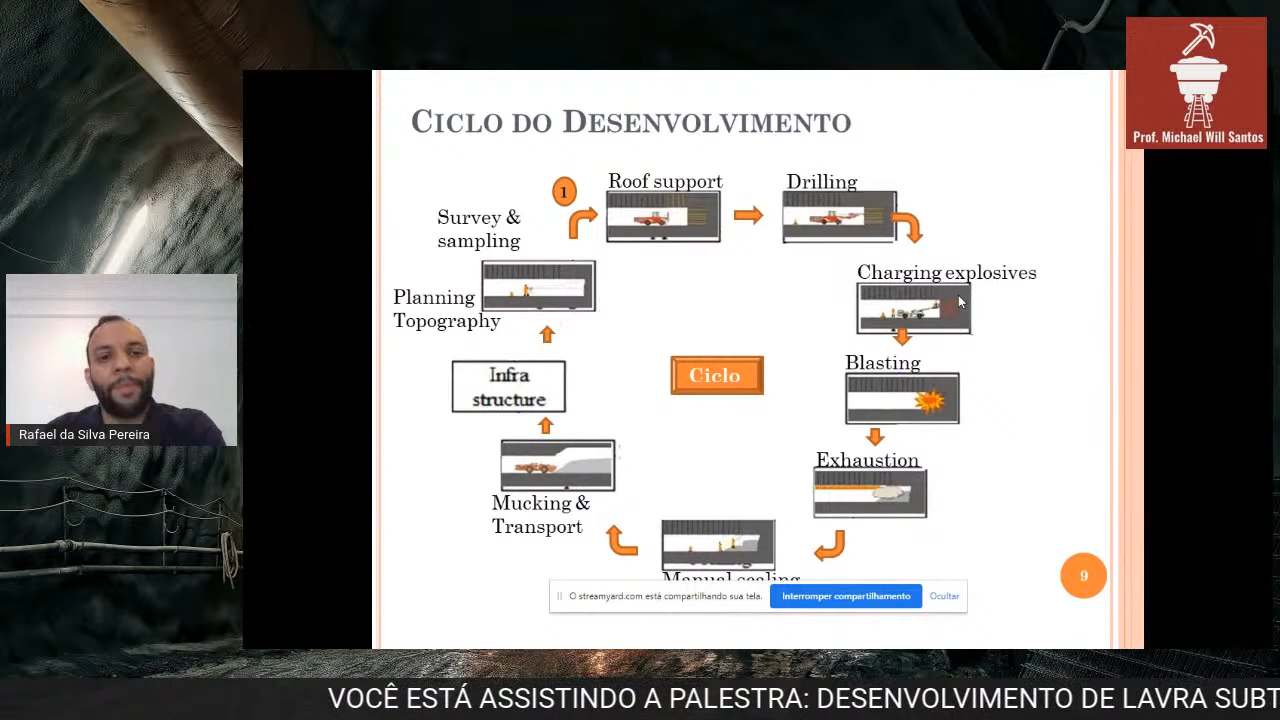 Prof. Michael Will Santos
CICLO DO DESENVOLVIMENTO
1
Roof support
Drilling
Survey &
sampling
Charging explosives
Planning
Topography
Blasting
Infra
structure
Ciclo
Exhaustion
Mucking &
Transport
Manual scaling
9
O streamyard.com está compartilhando sua tela.
Interromper compartilhamento
Ocultar
Rafael da Silva Pereira
VOCÊ ESTÁ ASSISTINDO A PALESTRA: DESENVOLVIMENTO DE LAVRA SUBT